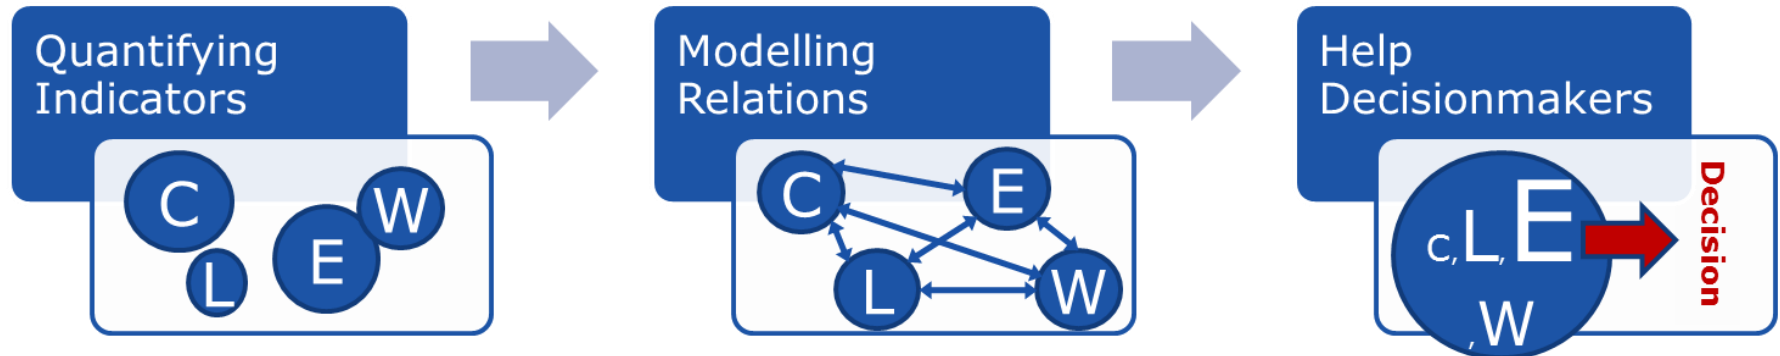 Quantifying
Indicators
C
L
E
W
Modelling
Relations
C
E
L
W
Help
Decisionmakers
C,L,E
,W
Decision